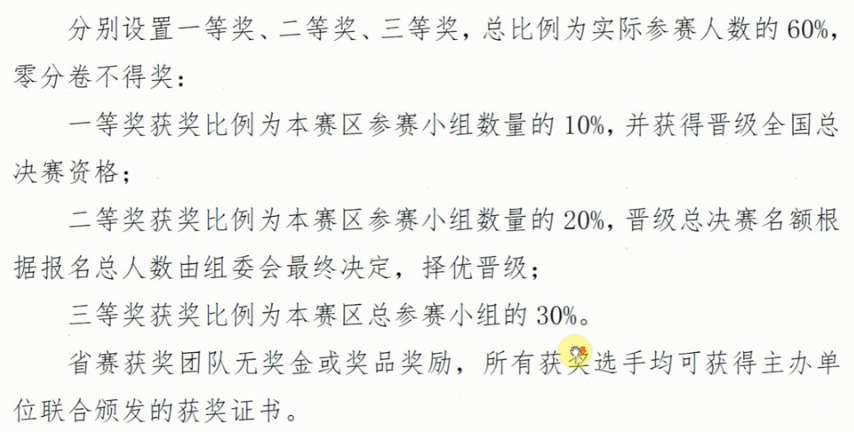 分别设置一等奖、二等奖、三等奖，总比例为实际参赛人数的 60%，
零分卷不得奖：
一等奖获奖比例为本赛区参赛小组数量的 10%，并获得晋级全国总
决赛资格；
二等奖获奖比例为本赛区参赛小组数量的 20%，晋级总决赛名额根
据报名总人数由组委会最终决定，择优晋级；
三等奖获奖比例为本赛区总参赛小组的 30%。
省赛获奖团队无奖金或奖品奖励，所有获奖选手均可获得主办单
位联合颁发的获奖证书。